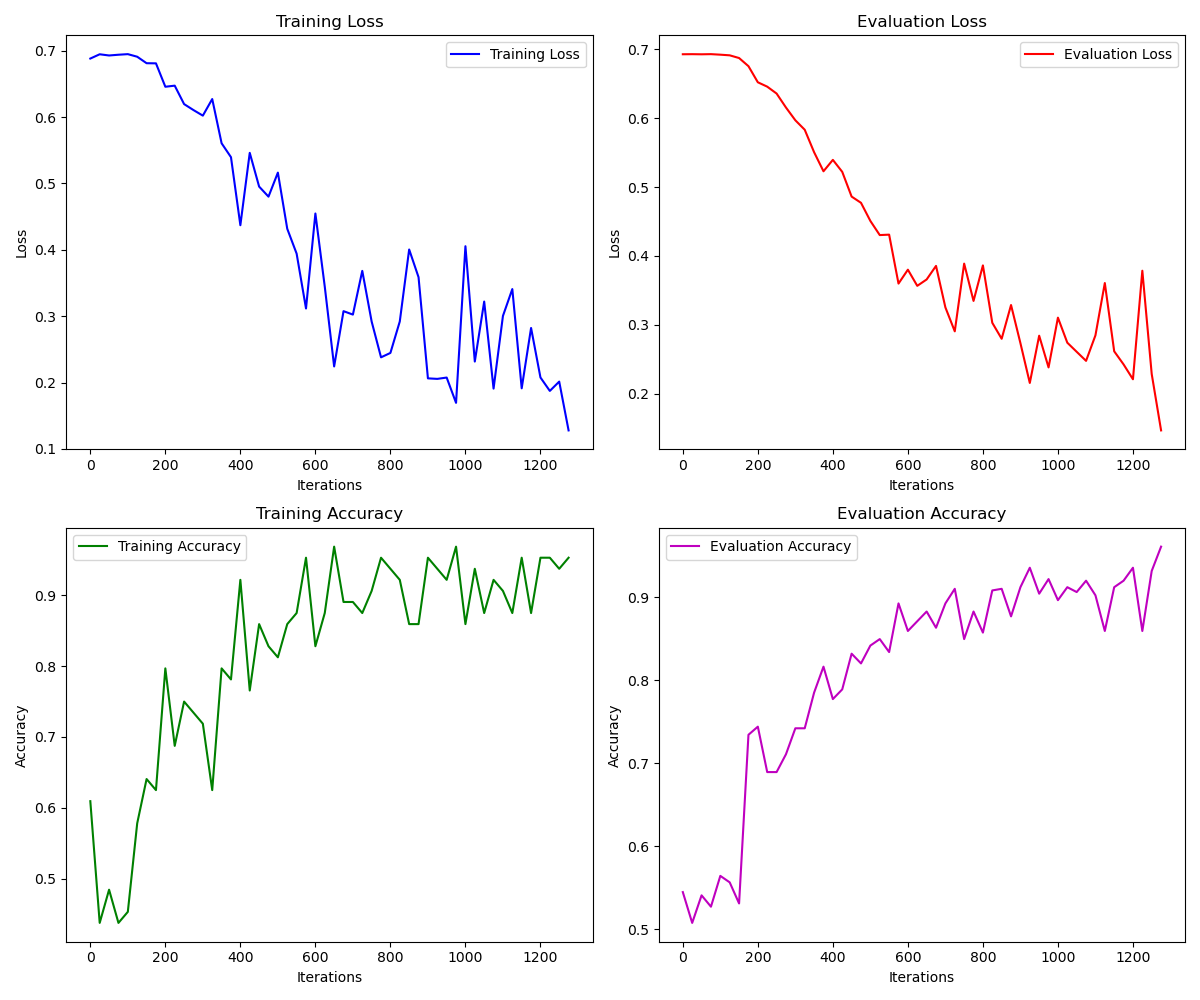 Training Loss
Training Loss
0.7
0.6
0.5
0.4
0.3
0.2
0.1
Loss
0 200 400 600 800 1000 1200
Iterations
Evaluation Loss
Evaluation Loss
0.7
0.6
0.5
0.4
0.3
0.2
Loss
0 200 400 600 800 1000 1200
Iterations
Training Accuracy
Training Accuracy
0.9
0.8
0.7
0.6
0.5
Accuracy
0 200 400 600 800 1000 1200
Iterations
Evaluation Accuracy
Evaluation Accuracy
0.9
0.8
0.7
0.6
0.5
Accuracy
0 200 400 600 800 1000 1200
Iterations